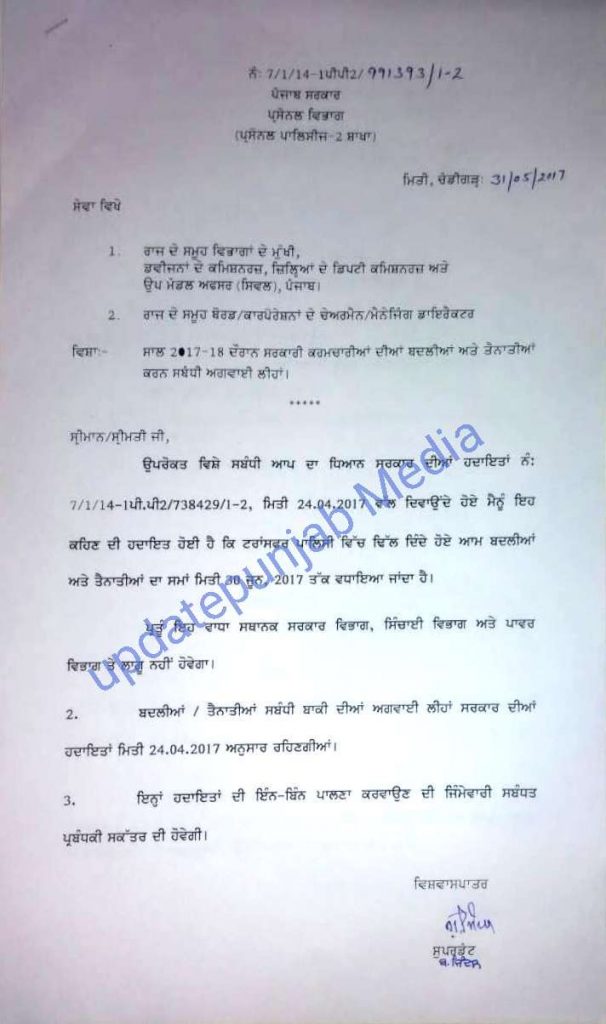 ਨੰ: 7/1/14-1ਪੀਪੀ2/991393/1-2
ਪੰਜਾਬ ਸਰਕਾਰ
ਪ੍ਰਸੋਨਲ ਵਿਭਾਗ
(ਪ੍ਰਸੋਨਲ ਪਾਲਿਸੀਜ-2 ਸ਼ਾਖਾ)
ਮਿਤੀ, ਚੰਡੀਗੜ੍ਹ: 31/05/2017
ਸੇਵਾ ਵਿਖੇ
1. ਰਾਜ ਦੇ ਸਮੂਹ ਵਿਭਾਗਾਂ ਦੇ ਮੁੱਖੀ,
ਡਵੀਜਨਾਂ ਦੇ ਕਮਿਸ਼ਨਰਜ਼, ਜ਼ਿਲ੍ਹਿਆਂ ਦੇ ਡਿਪਟੀ ਕਮਿਸ਼ਨਰਜ਼ ਅਤੇ
ਉਪ ਮੰਡਲ ਅਫਸਰ (ਸਿਵਲ), ਪੰਜਾਬ।
2. ਰਾਜ ਦੇ ਸਮੂਹ ਬੋਰਡ/ਕਾਰਪੋਰੇਸ਼ਨਾਂ ਦੇ ਚੇਅਰਮੈਨ/ਮੈਨੇਜਿੰਗ ਡਾਇਰੈਕਟਰ
ਵਿਸ਼ਾ:- ਸਾਲ 2017-18 ਦੌਰਾਨ ਸਰਕਾਰੀ ਕਰਮਚਾਰੀਆਂ ਦੀਆਂ ਬਦਲੀਆਂ ਅਤੇ ਤੈਨਾਤੀਆਂ
ਕਰਨ ਸਬੰਧੀ ਅਗਵਾਈ ਲੀਹਾਂ।
*****
ਸ੍ਰੀਮਾਨ/ਸ੍ਰੀਮਤੀ ਜੀ,
ਉਪਰੋਕਤ ਵਿਸ਼ੇ ਸਬੰਧੀ ਆਪ ਦਾ ਧਿਆਨ ਸਰਕਾਰ ਦੀਆਂ ਹਦਾਇਤਾਂ ਨੰ:
7/1/14-1ਪੀ.ਪੀ2/738429/1-2, ਮਿਤੀ 24.04.2017 ਵੱਲ ਦਿਵਾਉਂਦੇ ਹੋਏ ਮੈਨੂੰ ਇਹ
ਕਹਿਣ ਦੀ ਹਦਾਇਤ ਹੋਈ ਹੈ ਕਿ ਟਰਾਂਸਫਰ ਪਾਲਿਸੀ ਵਿੱਚ ਢਿੱਲ ਦਿੰਦੇ ਹੋਏ ਆਮ ਬਦਲੀਆਂ
ਅਤੇ ਤੈਨਾਤੀਆਂ ਦਾ ਸਮਾਂ ਮਿਤੀ 30 ਜੂਨ, 2017 ਤੱਕ ਵਧਾਇਆ ਜਾਂਦਾ ਹੈ।
ਪ੍ਰੰਤੂ ਇਹ ਵਾਧਾ ਸਥਾਨਕ ਸਰਕਾਰ ਵਿਭਾਗ, ਸਿੰਚਾਈ ਵਿਭਾਗ ਅਤੇ ਪਾਵਰ
ਵਿਭਾਗ ਤੇ ਲਾਗੂ ਨਹੀਂ ਹੋਵੇਗਾ।
2. ਬਦਲੀਆਂ / ਤੈਨਾਤੀਆਂ ਸਬੰਧੀ ਬਾਕੀ ਦੀਆਂ ਅਗਵਾਈ ਲੀਹਾਂ ਸਰਕਾਰ ਦੀਆਂ
ਹਦਾਇਤਾਂ ਮਿਤੀ 24.04.2017 ਅਨੁਸਾਰ ਰਹਿਣਗੀਆਂ।
3. ਇਨ੍ਹਾਂ ਹਦਾਇਤਾਂ ਦੀ ਇੰਨ-ਬਿੰਨ ਪਾਲਣਾ ਕਰਵਾਉਣ ਦੀ ਜਿੰਮੇਵਾਰੀ ਸਬੰਧਤ
ਪ੍ਰਬੰਧਕੀ ਸਕੱਤਰ ਦੀ ਹੋਵੇਗੀ।
ਵਿਸ਼ਵਾਸਪਾਤਰ
ਸੁਪਰਡੰਟ
updatepunjab Media